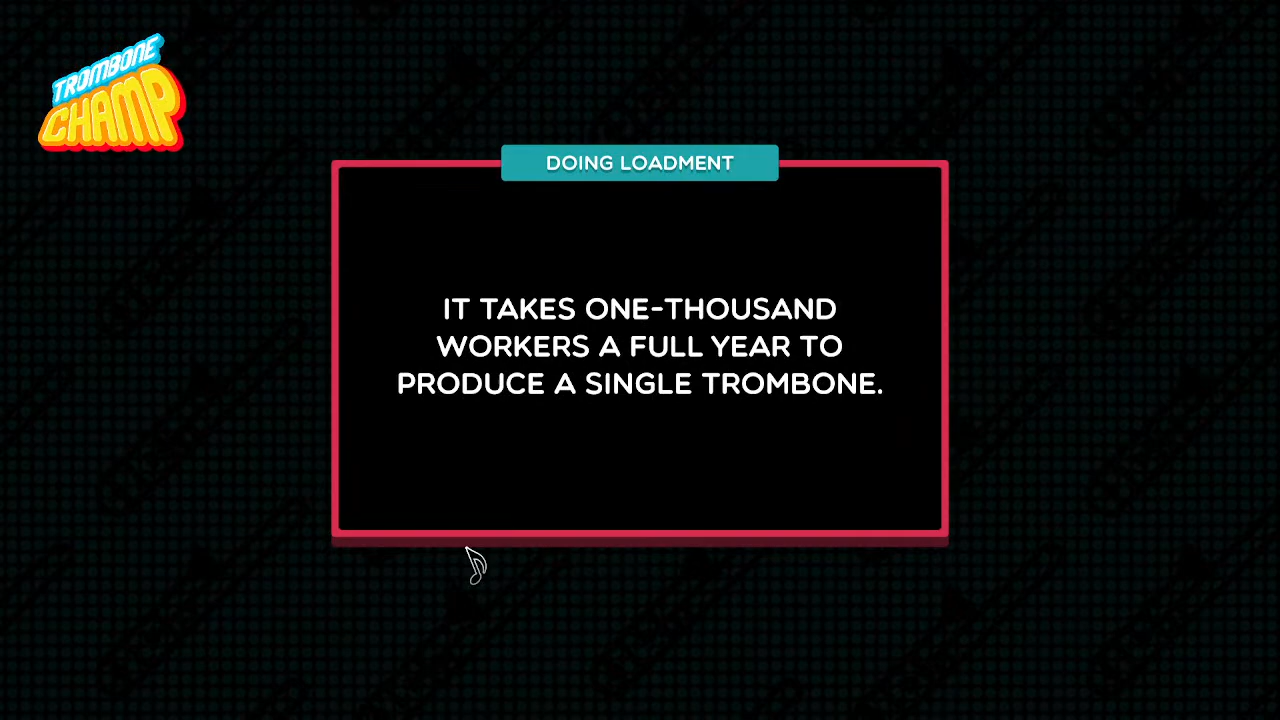 TROMBONE
CHAMP
DOING LOADMENT
IT TAKES ONE-THOUSAND
WORKERS A FULL YEAR TO
PRODUCE A SINGLE TROMBONE.